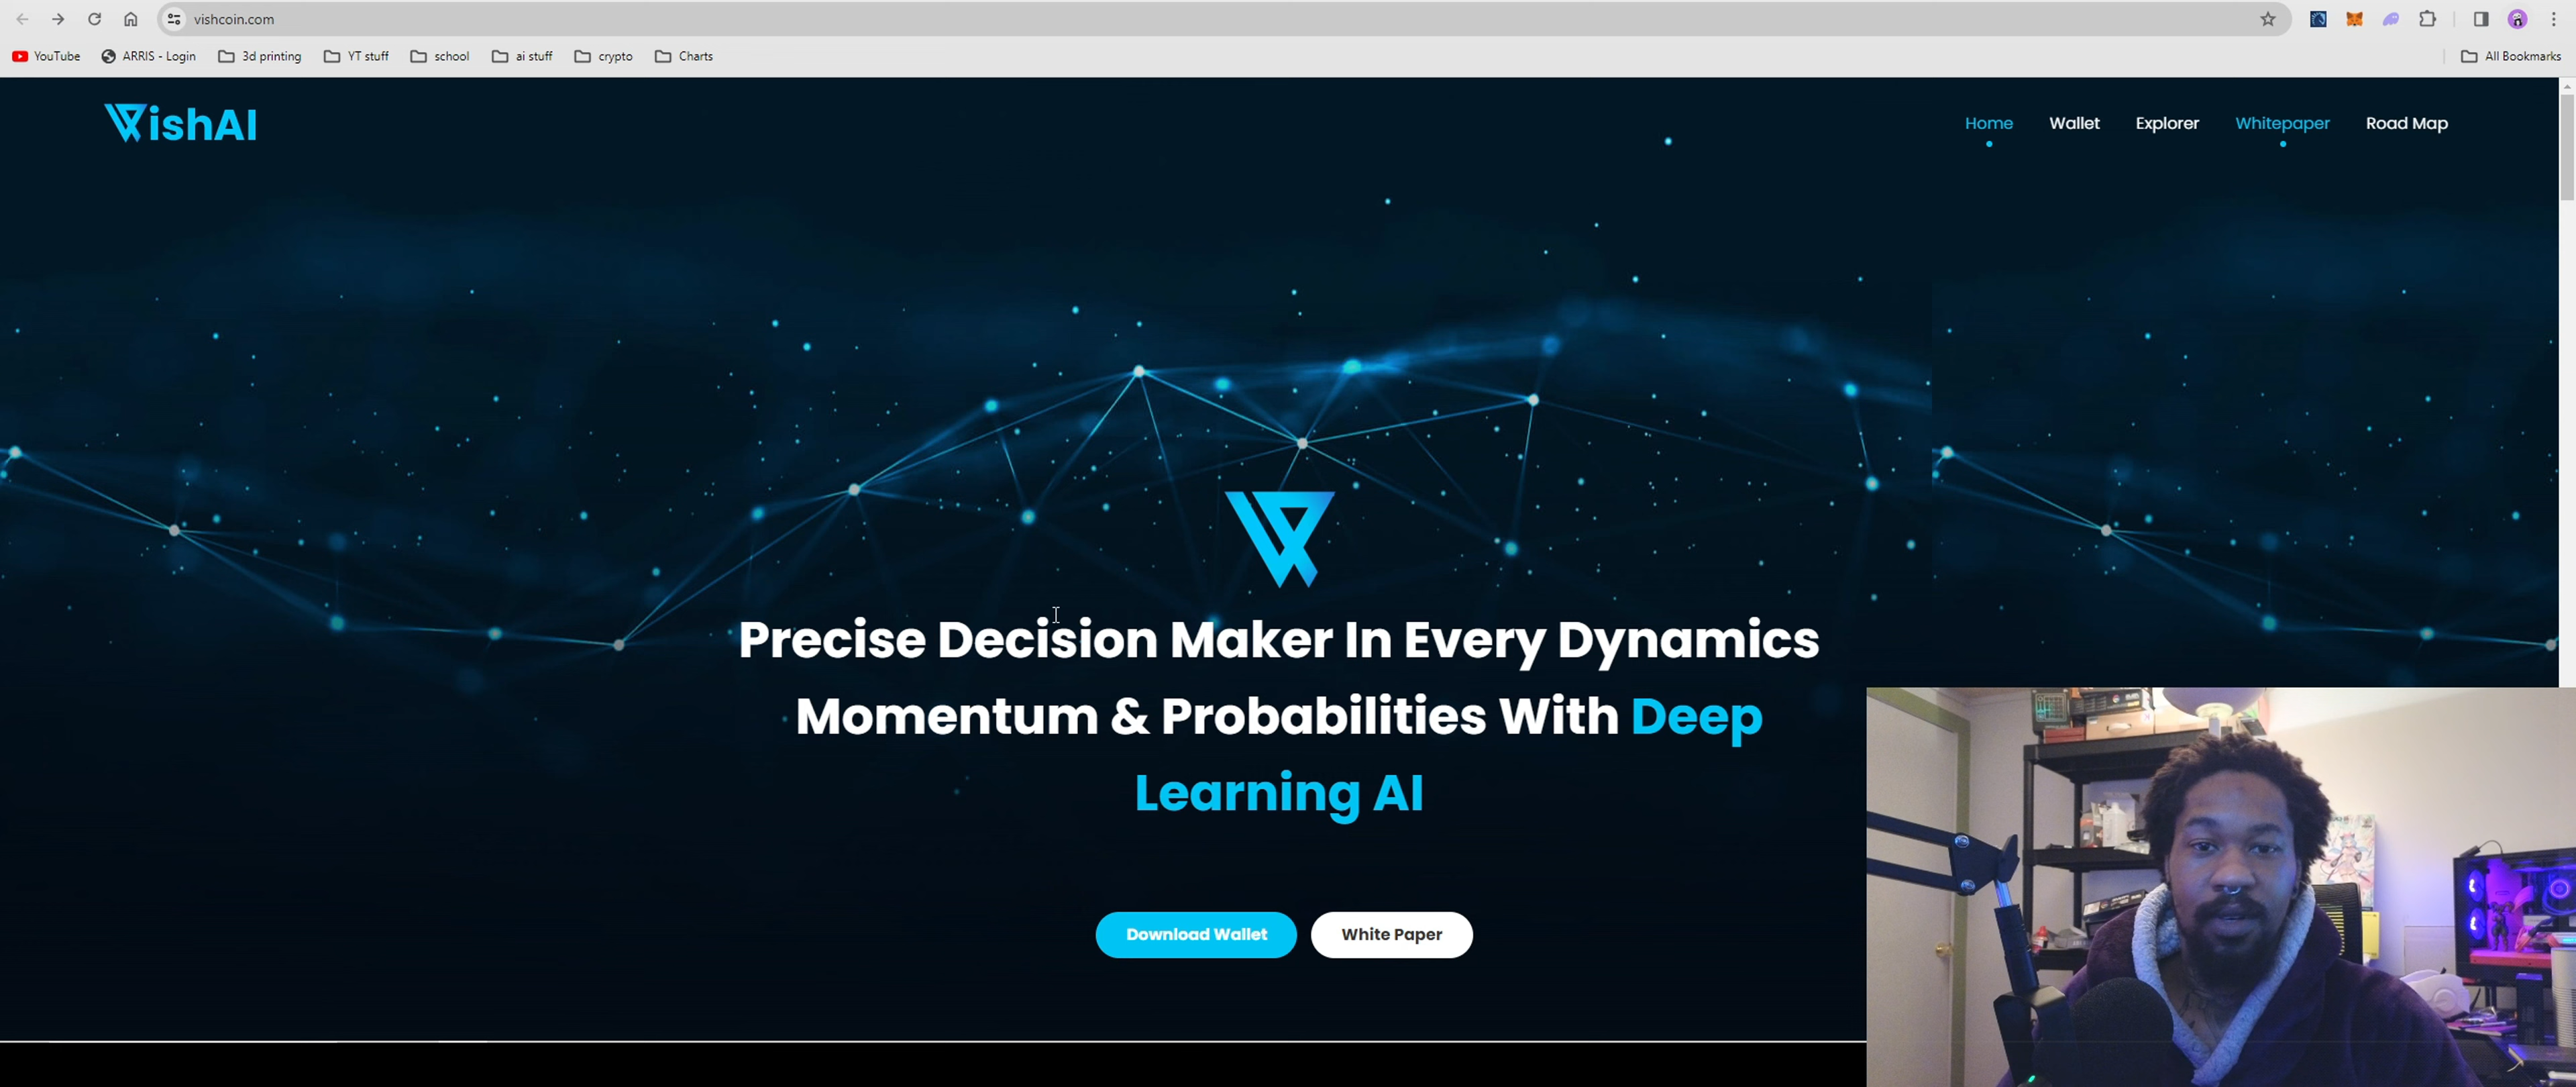 vishcoin.com
YouTube
ARRIS - Login
3d printing
YT stuff
school
ai stuff
crypto
Charts
All Bookmarks
VishAI
Home
Wallet
Explorer
Whitepaper
Road Map
Precise Decision Maker In Every Dynamics
Momentum & Probabilities With Deep
Learning AI
Download Wallet
White Paper